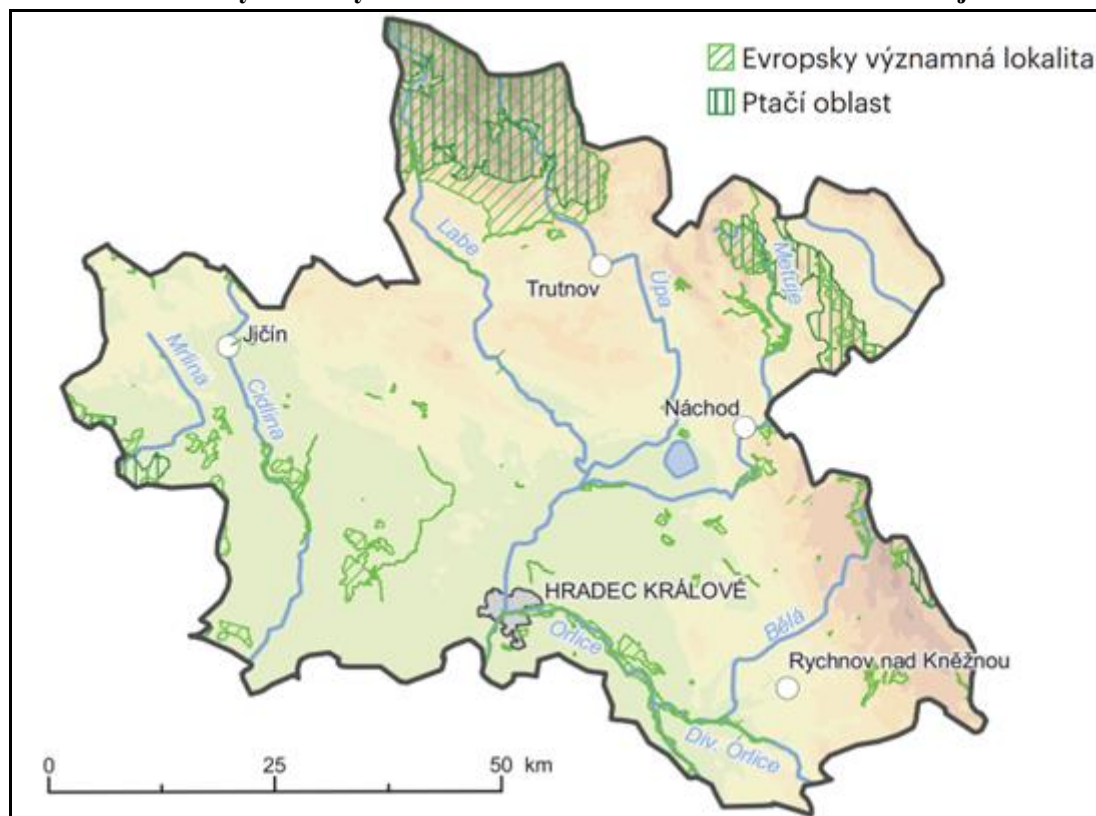 Evropsky významná lokalita
Ptačí oblast
Labe
Trutnov
Úpa
Metuje
Jičín
Mrlina
Cidlina
Náchod
HRADEC KRÁLOVÉ
Orlice
Bělá
Rychnov nad Kněžnou
Div. Orlice
0 25 50 km